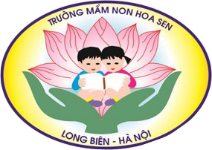 TRƯỜNG MẦM NON HOA SEN
LONG BIÊN - HÀ NỘI